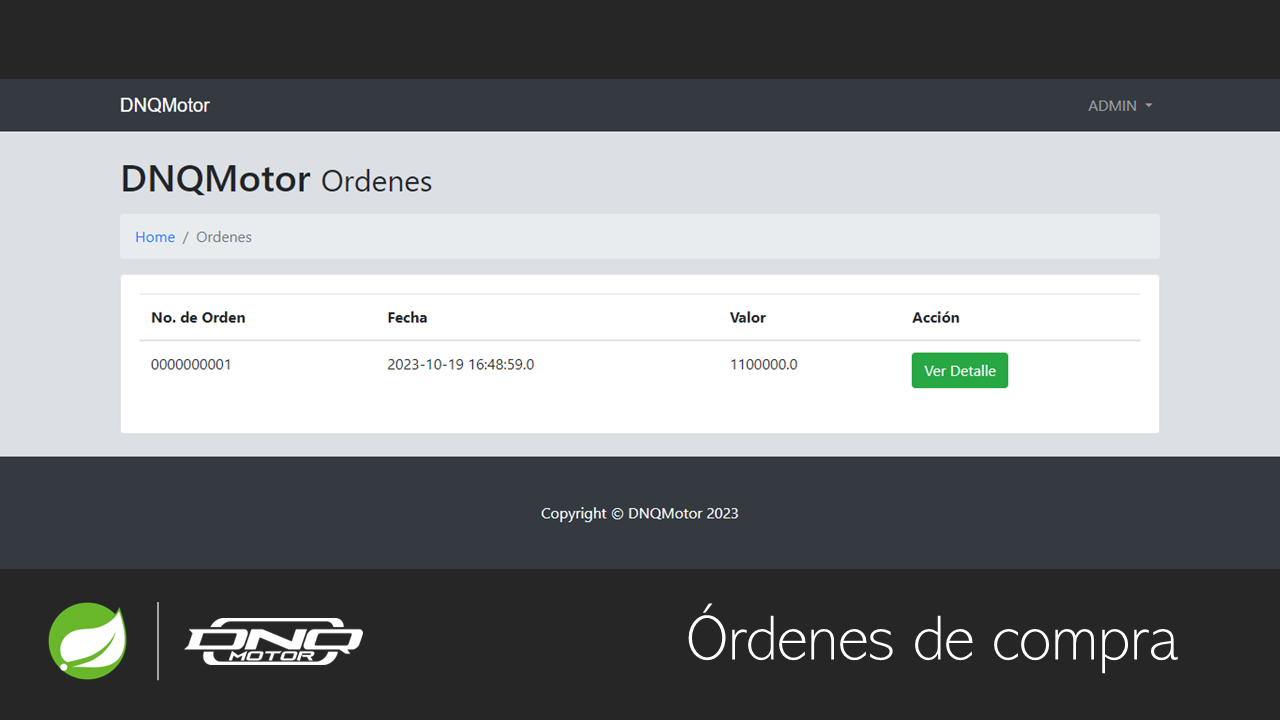 DNQMotor
ADMIN
DNQMotor Ordenes
Home / Ordenes
No. de Orden Fecha Valor Acción
0000000001 2023-10-19 16:48:59.0 1100000.0 Ver Detalle
Copyright © DNQMotor 2023
DNQ
MOTOR
Órdenes de compra